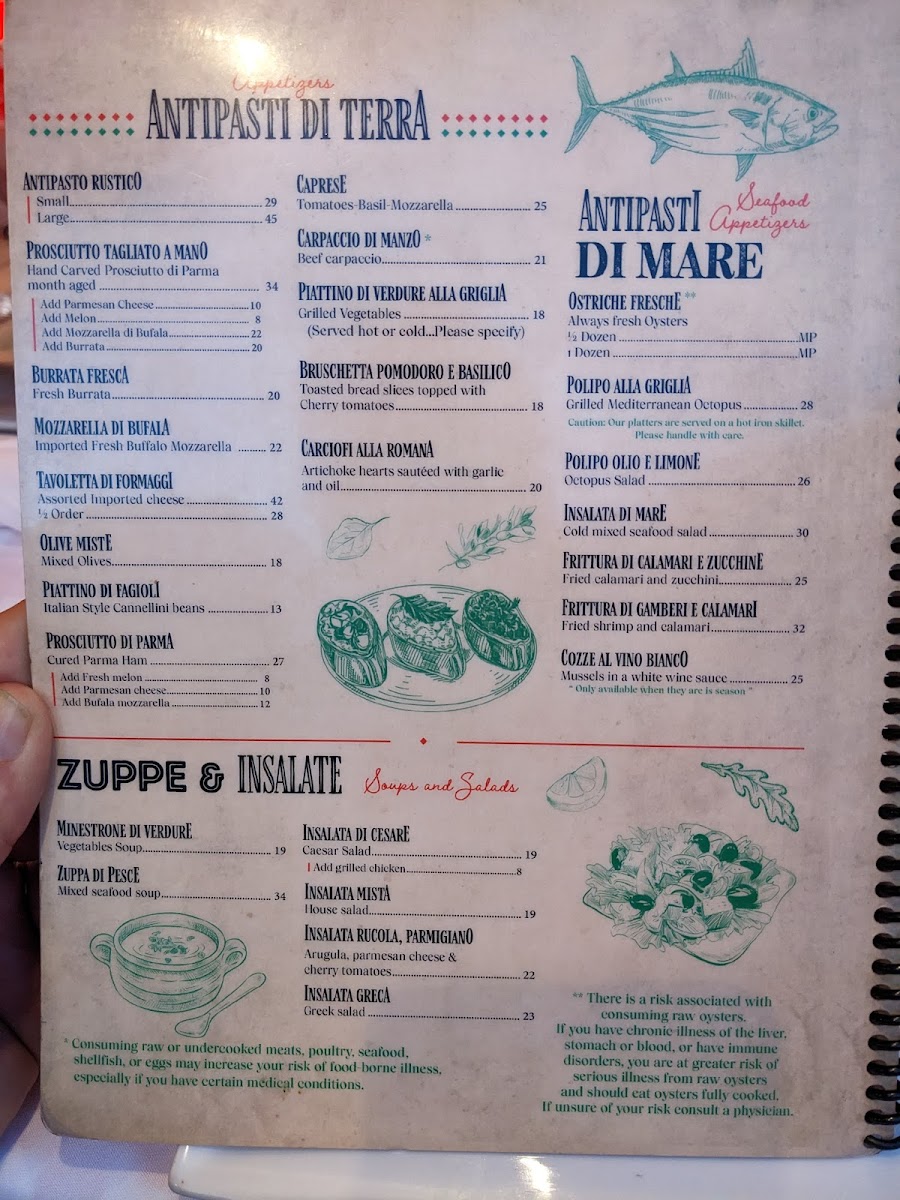 Appetizers
ANTIPASTI DI TERRA
ANTIPASTO RUSTICO
Small 29
Large 45
PROSCIUTTO TAGLIATO A MANO
Hand Carved Prosciutto di Parma
month aged 34
Add Parmesan Cheese 10
Add Melon 8
Add Mozzarella di Bufala 22
Add Burrata 20
BURRATA FRESCA
Fresh Burrata 20
MOZZARELLA DI BUFALA
Imported Fresh Buffalo Mozzarella 22
TAVOLETTA DI FORMAGGI
Assorted Imported cheese 42
½ Order 28
OLIVE MISTE
Mixed Olives 18
PIATTINO DI FAGIOLI
Italian Style Cannellini beans 13
PROSCIUTTO DI PARMA
Cured Parma Ham 27
Add Fresh melon 8
Add Parmesan cheese 10
Add Bufala mozzarella 12
CAPRESE
Tomatoes-Basil-Mozzarella 25
CARPACCIO DI MANZO *
Beef carpaccio 21
PIATTINO DI VERDURE ALLA GRIGLIA
Grilled Vegetables 18
(Served hot or cold...Please specify)
BRUSCHETTA POMODORO E BASILICO
Toasted bread slices topped with
Cherry tomatoes 18
CARCIOFI ALLA ROMANA
Artichoke hearts sautéed with garlic
and oil 20
ANTIPASTI
DI MARE
Seafood
Appetizers
OSTRICHE FRESCHE **
Always fresh Oysters
½ Dozen MP
1 Dozen MP
POLIPO ALLA GRIGLIA
Grilled Mediterranean Octopus 28
Caution: Our platters are served on a hot iron skillet.
Please handle with care.
POLIPO OLIO E LIMONE
Octopus Salad 26
INSALATA DI MARE
Cold mixed seafood salad 30
FRITTURA DI CALAMARI E ZUCCHINE
Fried calamari and zucchini 25
FRITTURA DI GAMBERI E CALAMARI
Fried shrimp and calamari 32
COZZE AL VINO BIANCO
Mussels in a white wine sauce 25
" Only available when they are is season "
ZUPPE & INSALATE
Soups and Salads
MINESTRONE DI VERDURE
Vegetables Soup 19
ZUPPA DI PESCE
Mixed seafood soup 34
INSALATA DI CESARE
Caesar Salad 19
Add grilled chicken 8
INSALATA MISTA
House salad 19
INSALATA RUCOLA, PARMIGIANO
Arugula, parmesan cheese &
cherry tomatoes 22
INSALATA GRECA
Greek salad 23
* Consuming raw or undercooked meats, poultry, seafood,
shellfish, or eggs may increase your risk of food-borne illness,
especially if you have certain medical conditions.
** There is a risk associated with
consuming raw oysters.
If you have chronic illness of the liver,
stomach or blood, or have immune
disorders, you are at greater risk of
serious illness from raw oysters
and should eat oysters fully cooked.
If unsure of your risk consult a physician.